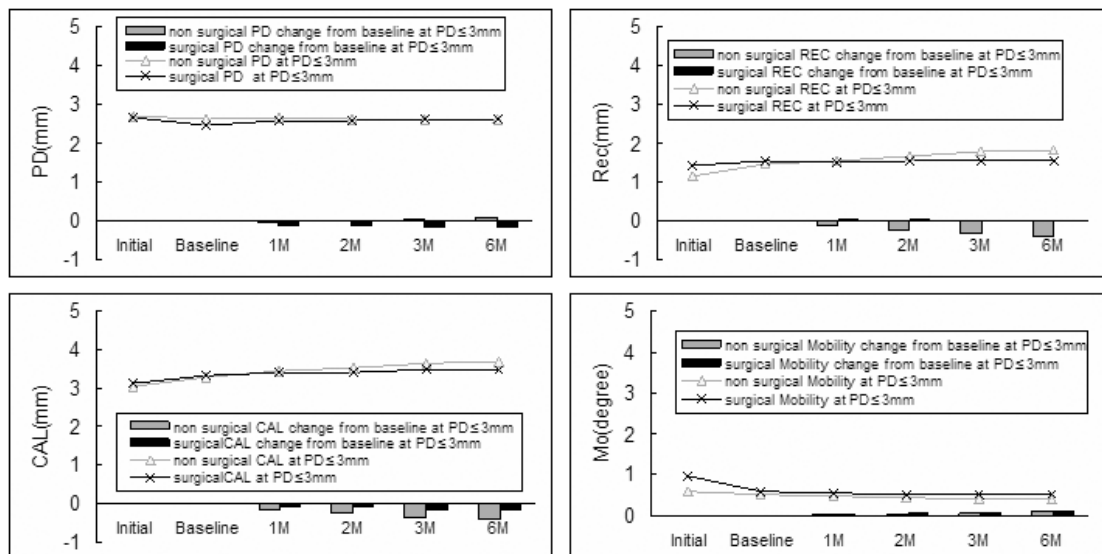 non surgical PD change from baseline at PD≤3mm
surgical PD change from baseline at PD≤3mm
non surgical PD at PD≤3mm
surgical PD at PD≤3mm
PD(mm)
5
4
3
2
1
0
-1
Initial Baseline 1M 2M 3M 6M
non surgical REC change from baseline at PD≤3mm
surgical REC change from baseline at PD≤3mm
non surgical REC at PD≤3mm
surgical REC at PD≤3mm
Rec(mm)
5
4
3
2
1
0
-1
Initial Baseline 1M 2M 3M 6M
non surgical CAL change from baseline at PD≤3mm
surgicalCAL change from baseline at PD≤3mm
non surgical CAL at PD≤3mm
surgicalCAL at PD≤3mm
CAL(mm)
5
4
3
2
1
0
-1
Initial Baseline 1M 2M 3M 6M
non surgical Mobility change from baseline at PD≤3mm
surgical Mobility change from baseline at PD≤3mm
non surgical Mobility at PD≤3mm
surgical Mobility at PD≤3mm
Mo(degree)
5
4
3
2
1
0
Initial Baseline 1M 2M 3M 6M